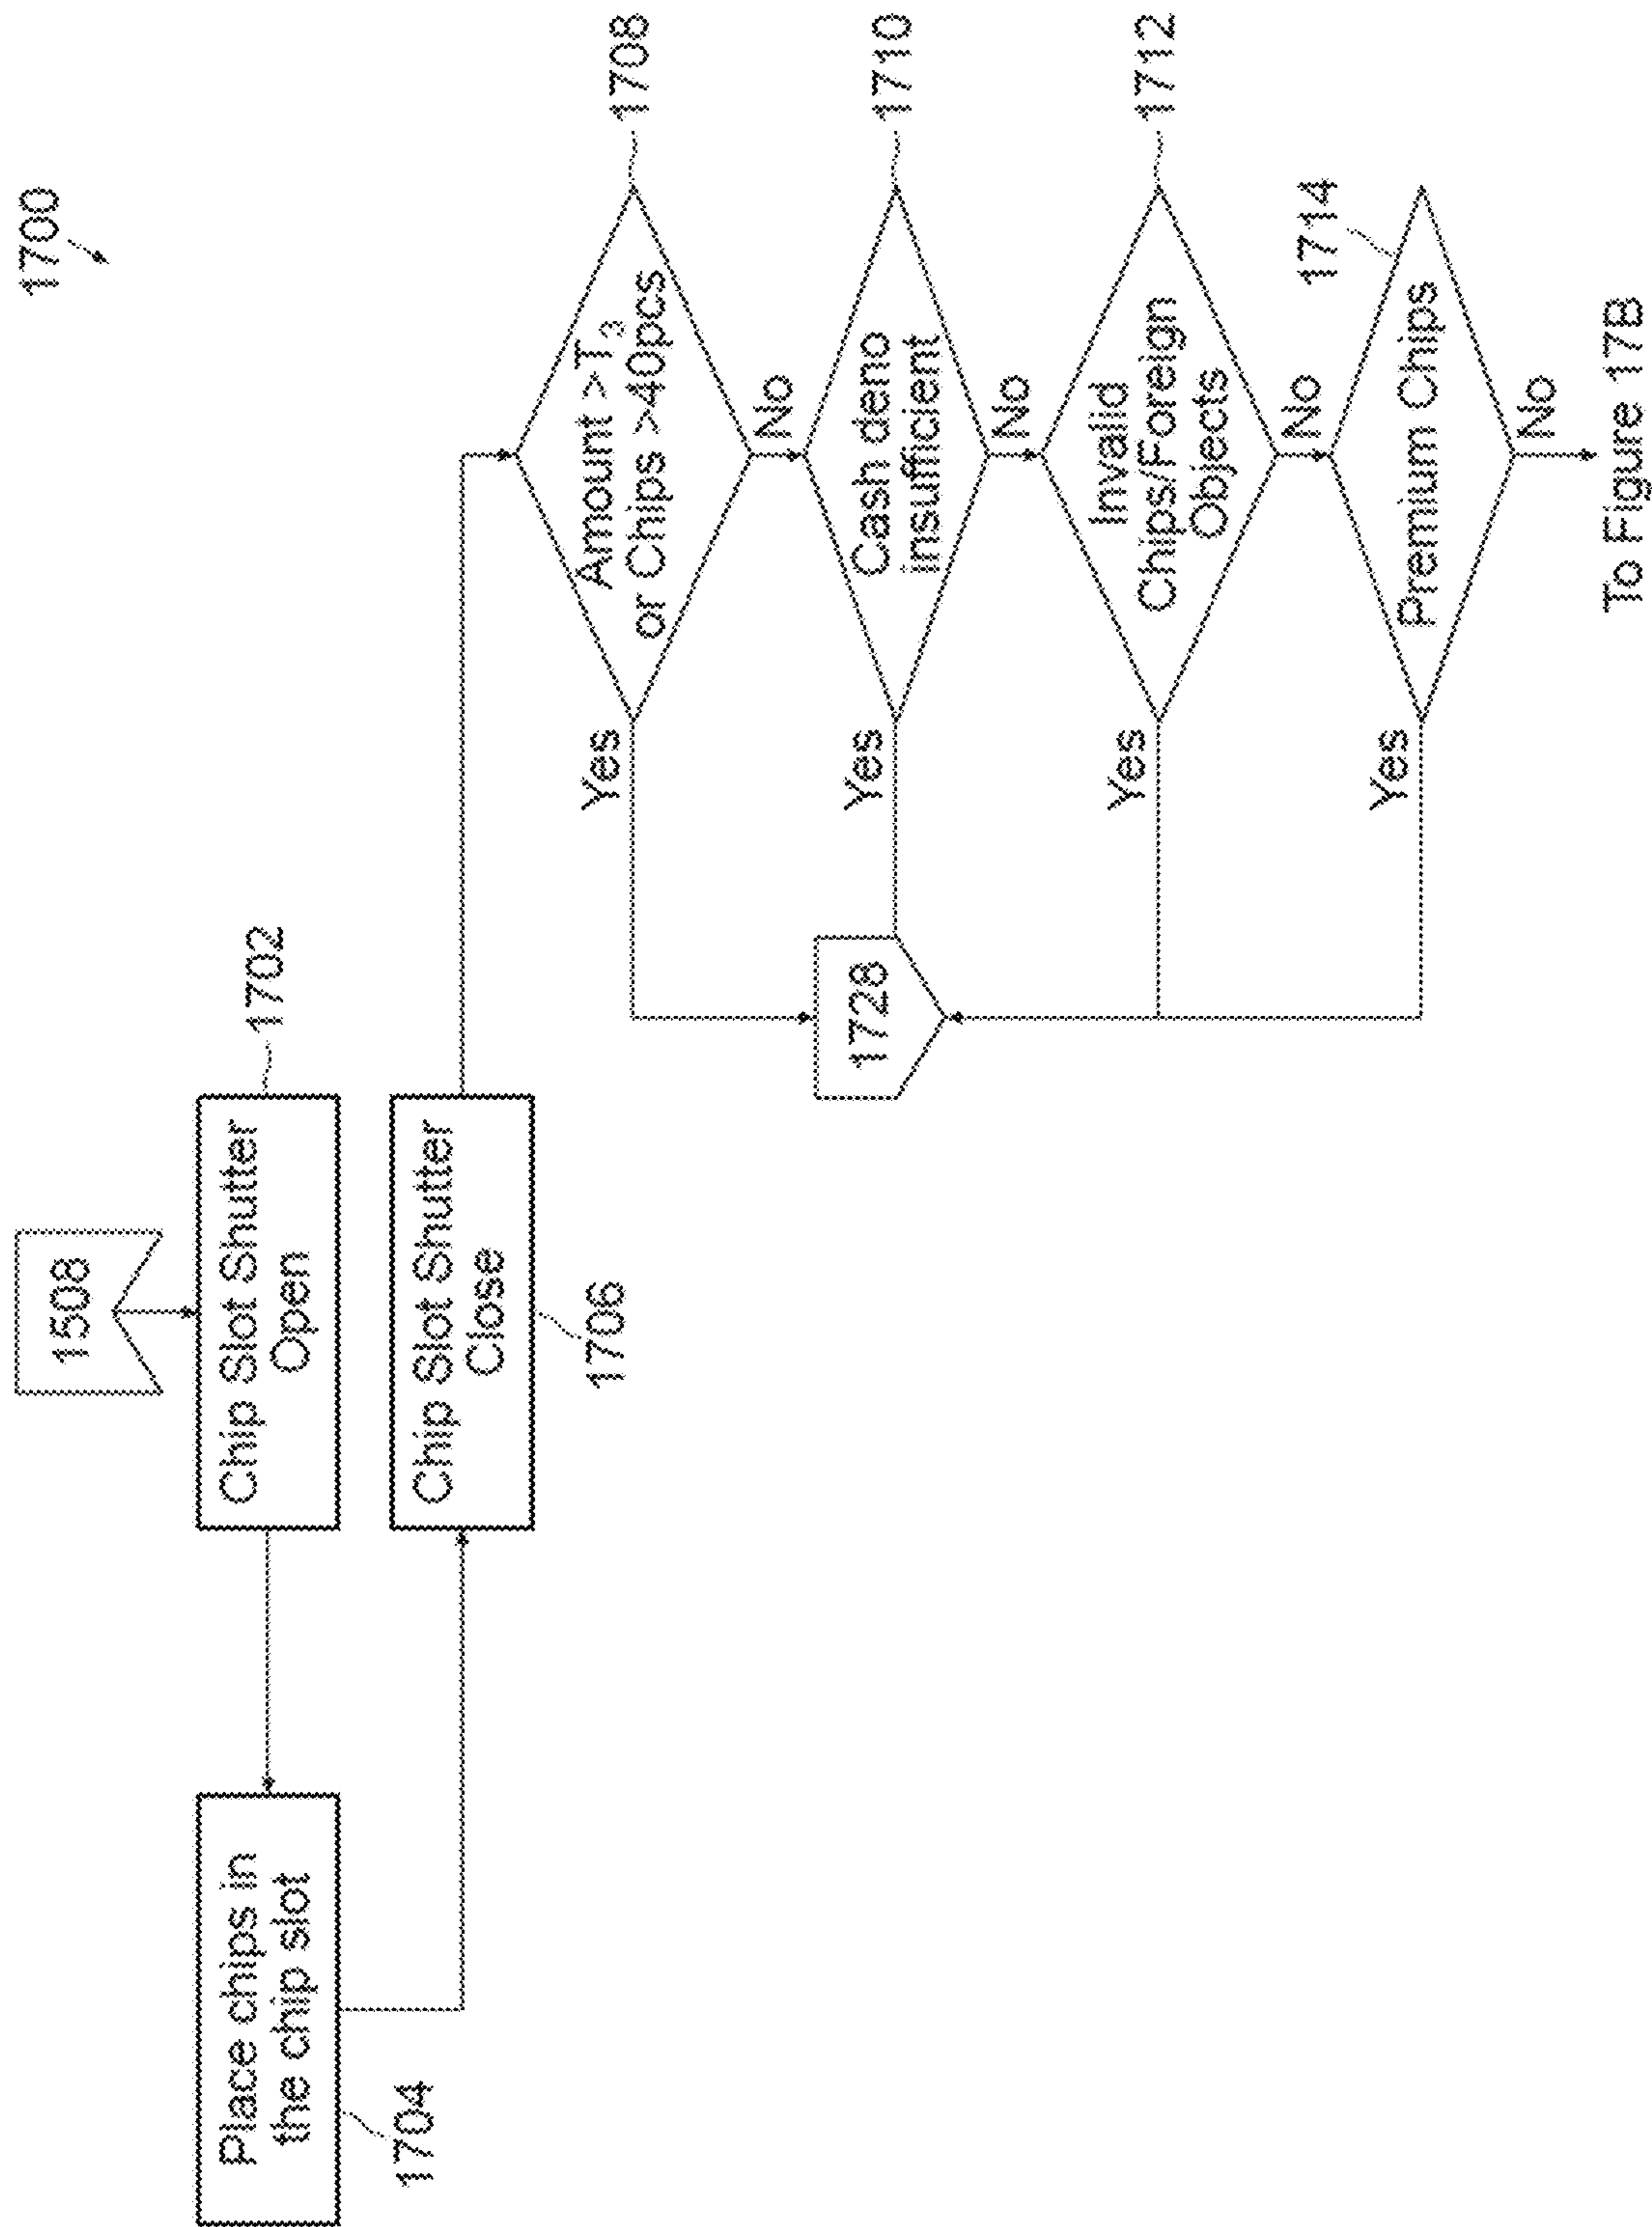 1700
1508
Chip Slot Shutter
Open
1702
Place chips in
the chip slot
1704
Chip Slot Shutter
Close
1706
Amount >T3
or Chips >40pcs
1708
Yes
No
Cash deno
insufficient
1710
Yes
No
1728
Invalid
Chips/Foreign
Objects
1712
Yes
No
Premium Chips
1714
Yes
No
To Figure 17B